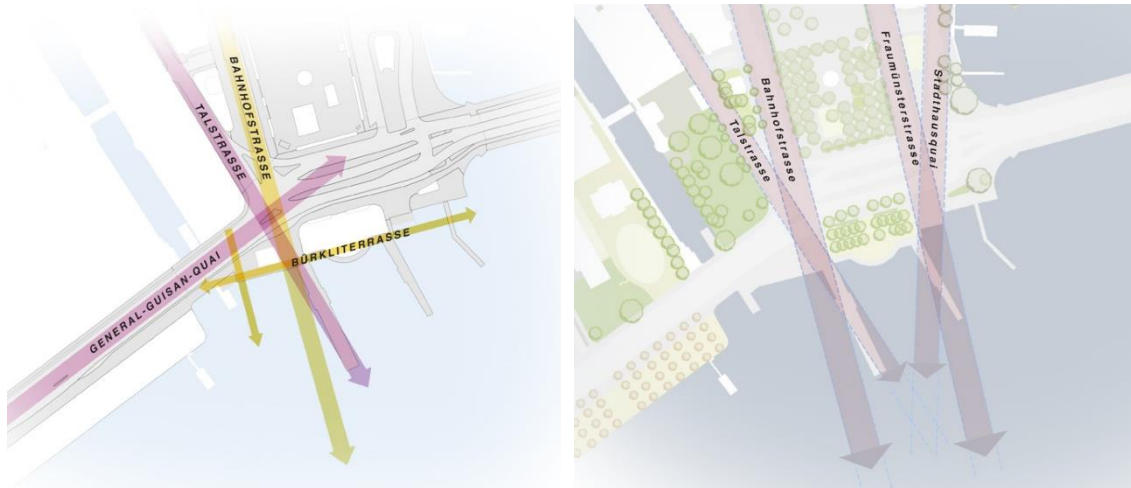 BAHNHOFSTRASSE
TALSTRASSE
GENERAL-GUISAN-QUAI
BÜRKLITERRASSE
Talstrasse
Bahnhofstrasse
Fraumünsterstrasse
Stadthausquai